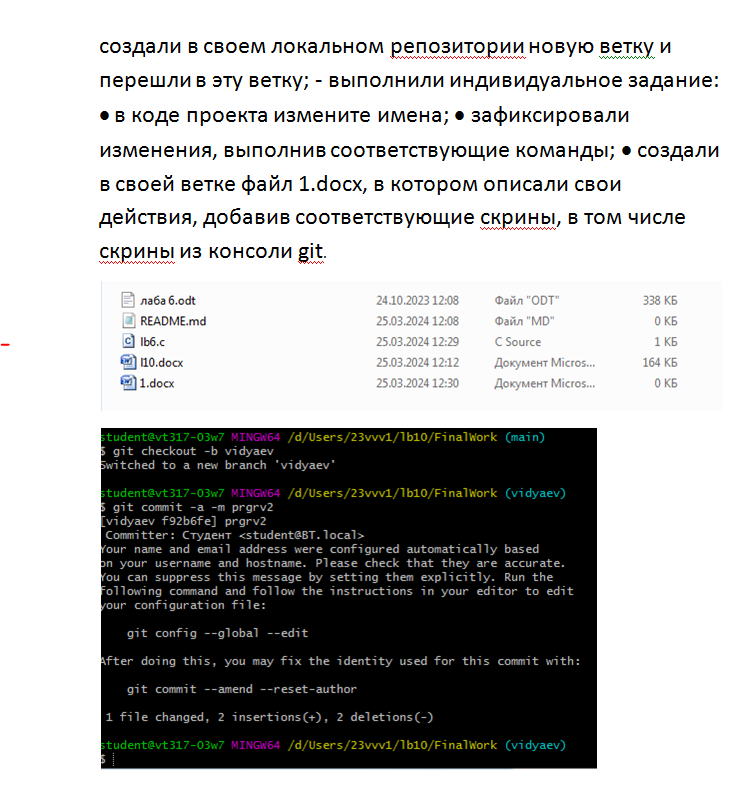 создали в своем локальном репозитории новую ветку и
перешли в эту ветку; - выполнили индивидуальное задание:
• в коде проекта измените имена; • зафиксировали
изменения, выполнив соответствующие команды; • создали
в своей ветке файл 1.docx, в котором описали свои
действия, добавив соответствующие скрины, в том числе
скрины из консоли git.
лаба 6.odt 24.10.2023 12:08 Файл "ODT" 338 КБ
README.md 25.03.2024 12:08 Файл "MD" 0 КБ
lb6.c 25.03.2024 12:29 C Source 1 КБ
l10.docx 25.03.2024 12:12 Документ Micros... 164 КБ
1.docx 25.03.2024 12:30 Документ Micros... 0 КБ
student@vt317-03w7 MINGW64 /d/Users/23vvv1/lb10/FinalWork (main)
$ git checkout -b vidyaev
Switched to a new branch 'vidyaev'
student@vt317-03w7 MINGW64 /d/Users/23vvv1/lb10/FinalWork (vidyaev)
$ git commit -a -m prgrv2
[vidyaev f92b6fe] prgrv2
Committer: Студент <student@BT.local>
Your name and email address were configured automatically based
on your username and hostname. Please check that they are accurate.
You can suppress this message by setting them explicitly. Run the
following command and follow the instructions in your editor to edit
your configuration file:
git config --global --edit
After doing this, you may fix the identity used for this commit with:
git commit --amend --reset-author
1 file changed, 2 insertions(+), 2 deletions(-)
student@vt317-03w7 MINGW64 /d/Users/23vvv1/lb10/FinalWork (vidyaev)
$